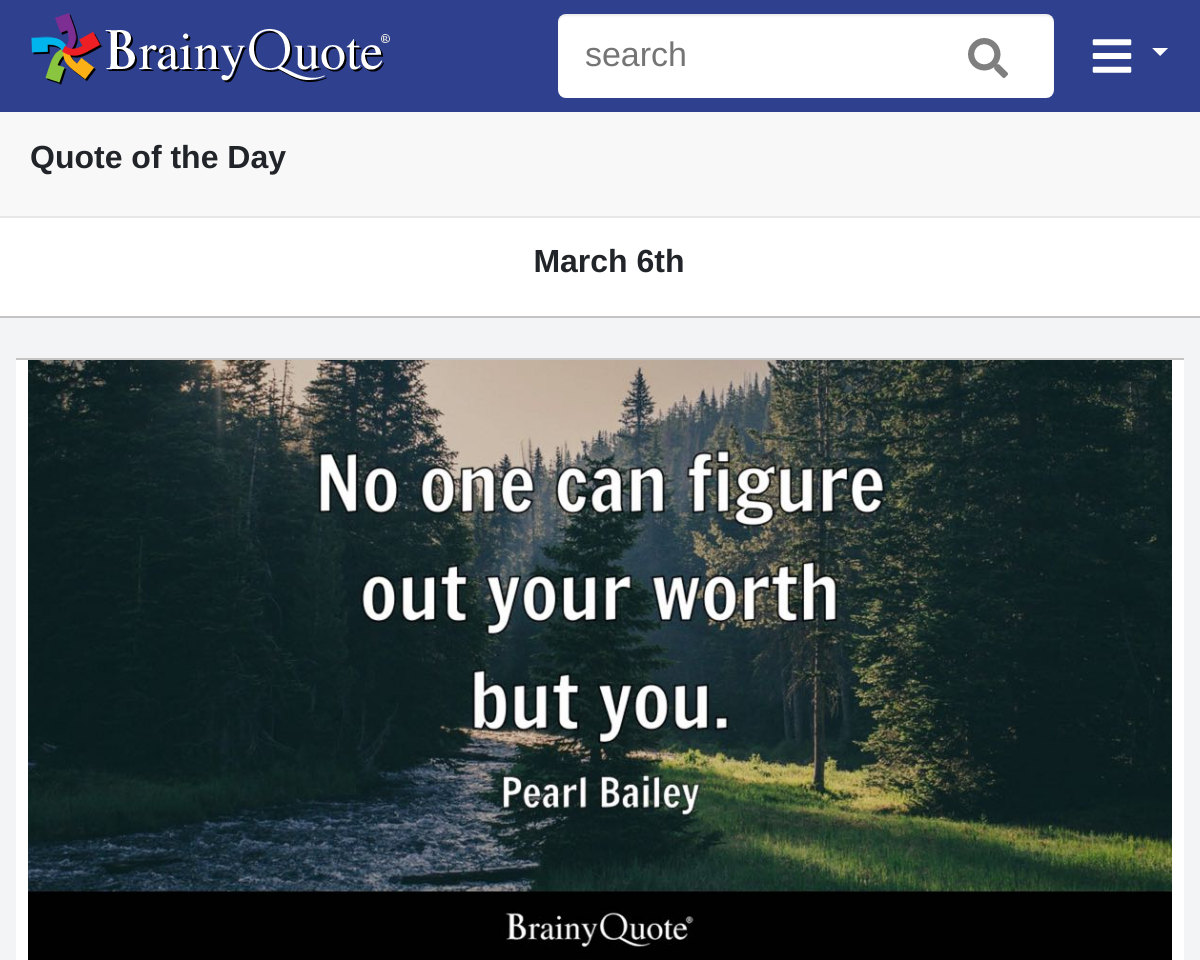 BrainyQuote®
search
Quote of the Day
March 6th
No one can figure
out your worth
but you.
Pearl Bailey
BrainyQuote®